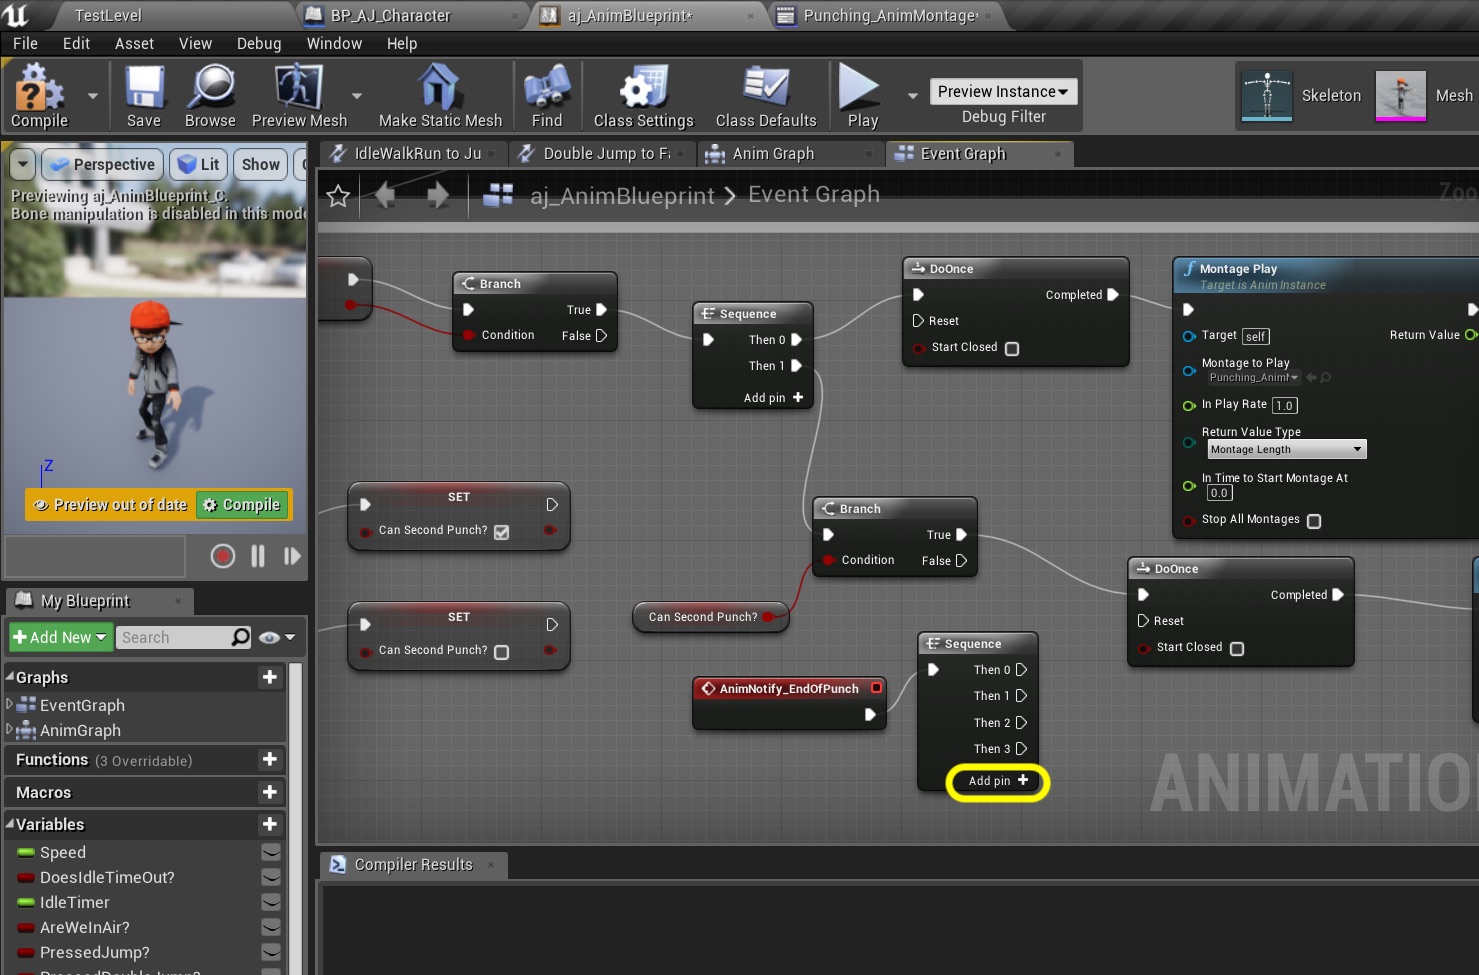 TestLevel
BP_AJ_Character
aj_AnimBlueprint*
Punching_AnimMontage*
File Edit Asset View Debug Window Help
Compile
Save
Browse
Preview Mesh
Make Static Mesh
Find
Class Settings
Class Defaults
Play
Preview Instance
Debug Filter
Skeleton
Mesh
Perspective
Lit
Show
Previewing aj_AnimBlueprint_C.
Bone manipulation is disabled in this mode
Z
Preview out of date
Compile
IdleWalkRun to Ju
Double Jump to Fa
Anim Graph
Event Graph
aj_AnimBlueprint > Event Graph
Zoo
Branch
True
Condition
False
Sequence
Then 0
Then 1
Add pin +
DoOnce
Completed
Reset
Start Closed
Montage Play
Target is Anim Instance
Target self
Return Value
Montage to Play
Punching_AnimM
In Play Rate 1.0
Return Value Type
Montage Length
In Time to Start Montage At
0.0
Stop All Montages
SET
Can Second Punch?
SET
Can Second Punch?
Branch
True
Condition
False
Can Second Punch?
DoOnce
Completed
Reset
Start Closed
AnimNotify_EndOfPunch
Sequence
Then 0
Then 1
Then 2
Then 3
Add pin +
ANIMATIO
My Blueprint
+ Add New
Search
Graphs
EventGraph
AnimGraph
Functions (3 Overridable)
Macros
Variables
Speed
DoesIdleTimeOut?
IdleTimer
AreWeInAir?
PressedJump?
PressedDoubleJump?
Compiler Results